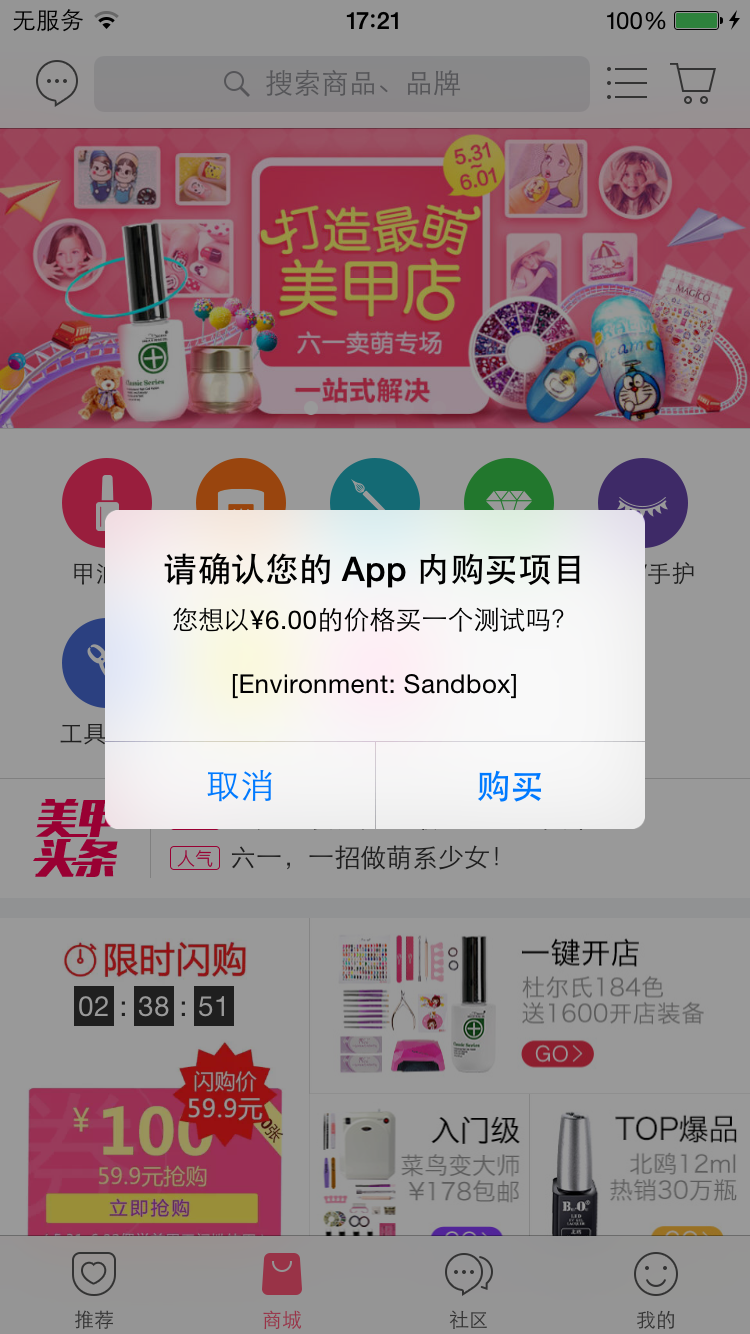 无服务 17:21 100%
搜索商品、品牌
5.31
6.01
打造最萌
美甲店
MAGICO
六一卖萌专场
Classic Series
一站式解决
甲油
手护
请确认您的 App 内购买项目
您想以¥6.00的价格买一个测试吗？
[Environment: Sandbox]
工具
取消 购买
美甲
头条
人气 六一，一招做萌系少女！
限时闪购
02 : 38 : 51
闪购价
59.9元
¥ 100
59.9元抢购
立即抢购
一键开店
杜尔氏184色
送1600开店装备
GO>
入门级
菜鸟变大师
¥178包邮
GO>
TOP爆品
北鸥12ml
热销30万瓶
推荐 商城 社区 我的